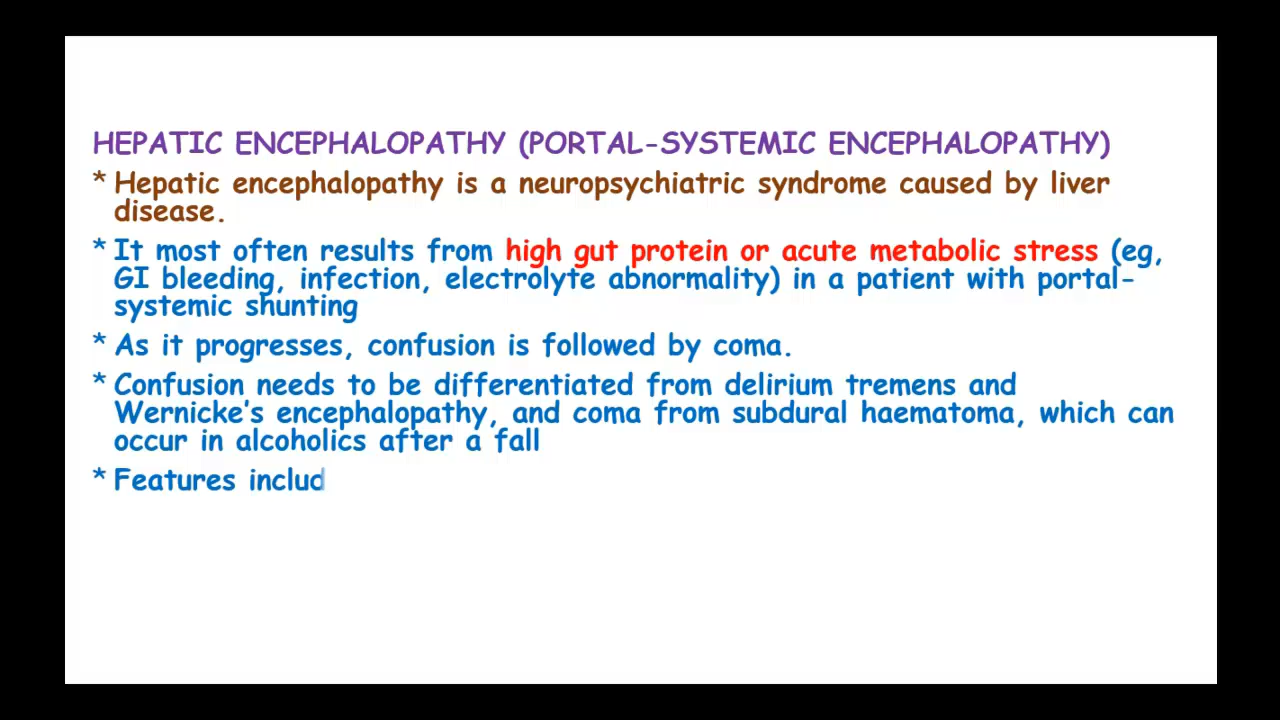 HEPATIC ENCEPHALOPATHY (PORTAL-SYSTEMIC ENCEPHALOPATHY)
* Hepatic encephalopathy is a neuropsychiatric syndrome caused by liver
disease.
* It most often results from high gut protein or acute metabolic stress (eg,
GI bleeding, infection, electrolyte abnormality) in a patient with portal-
systemic shunting
* As it progresses, confusion is followed by coma.
* Confusion needs to be differentiated from delirium tremens and
Wernicke's encephalopathy, and coma from subdural haematoma, which can
occur in alcoholics after a fall
* Features includ